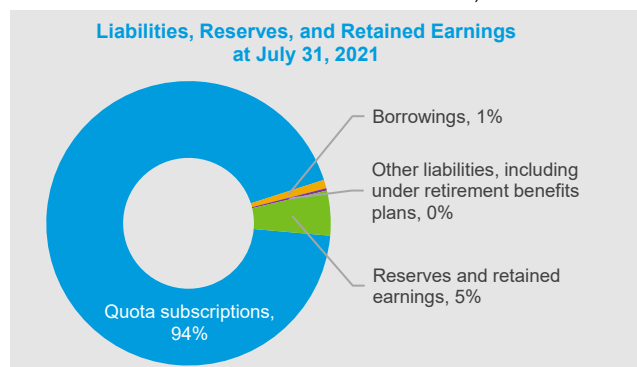 Liabilities, Reserves, and Retained Earnings
at July 31, 2021
Borrowings, 1%
Other liabilities, including
under retirement benefits
plans, 0%
Reserves and retained
earnings, 5%
Quota subscriptions,
94%